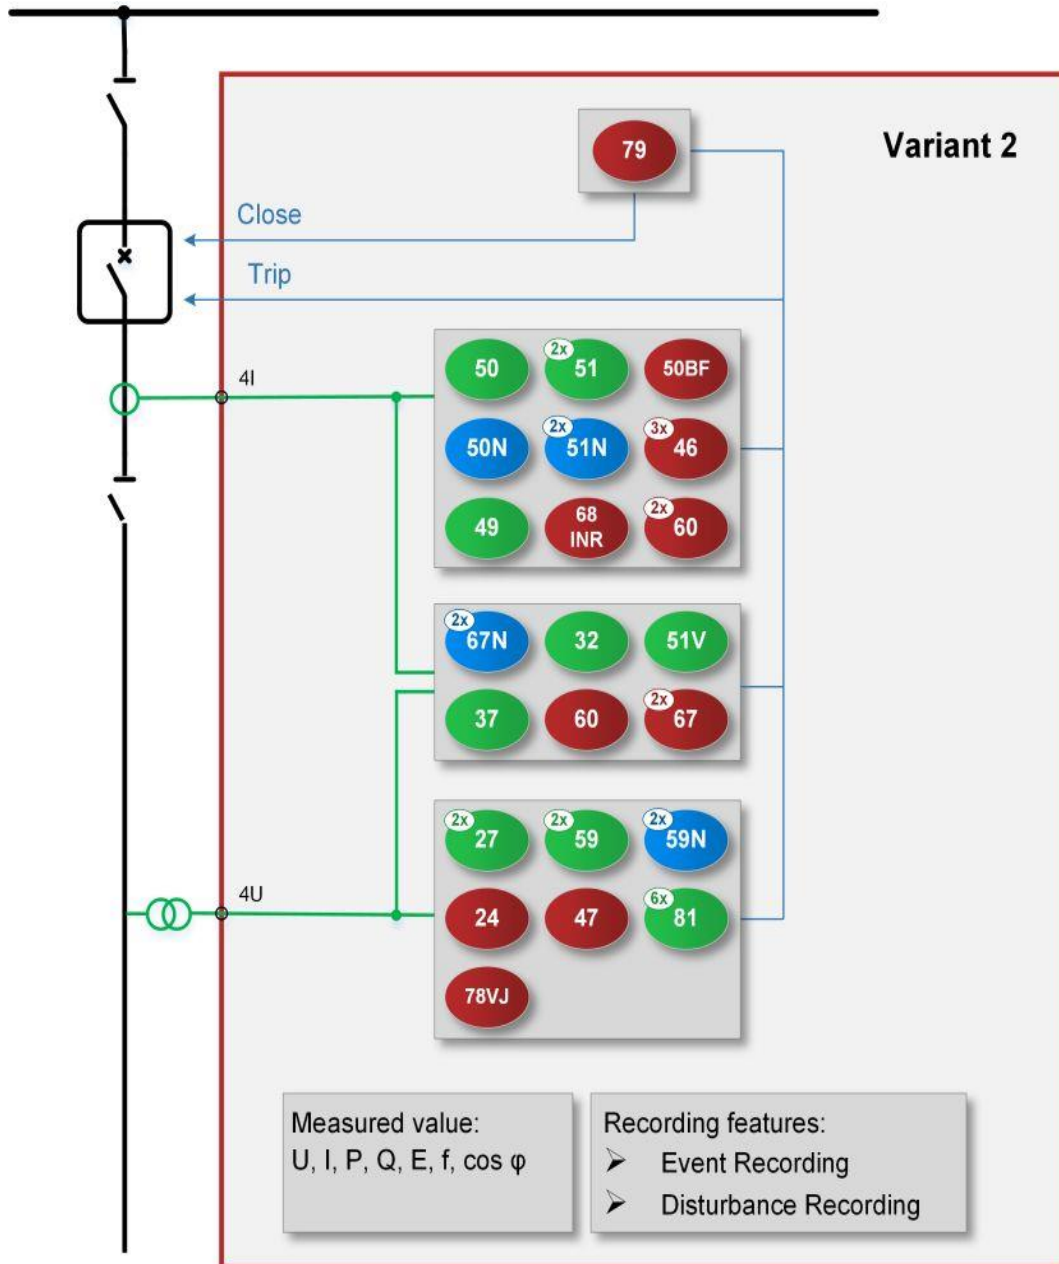 Variant 2
79
Close
Trip
4I
50
2x
51
50BF
50N
2x
51N
3x
46
49
68
INR
2x
60
2x
67N
32
51V
37
60
2x
67
2x
27
2x
59
2x
59N
4U
24
47
6x
81
78VJ
Measured value:
U, I, P, Q, E, f, cos φ
Recording features:
➢ Event Recording
➢ Disturbance Recording